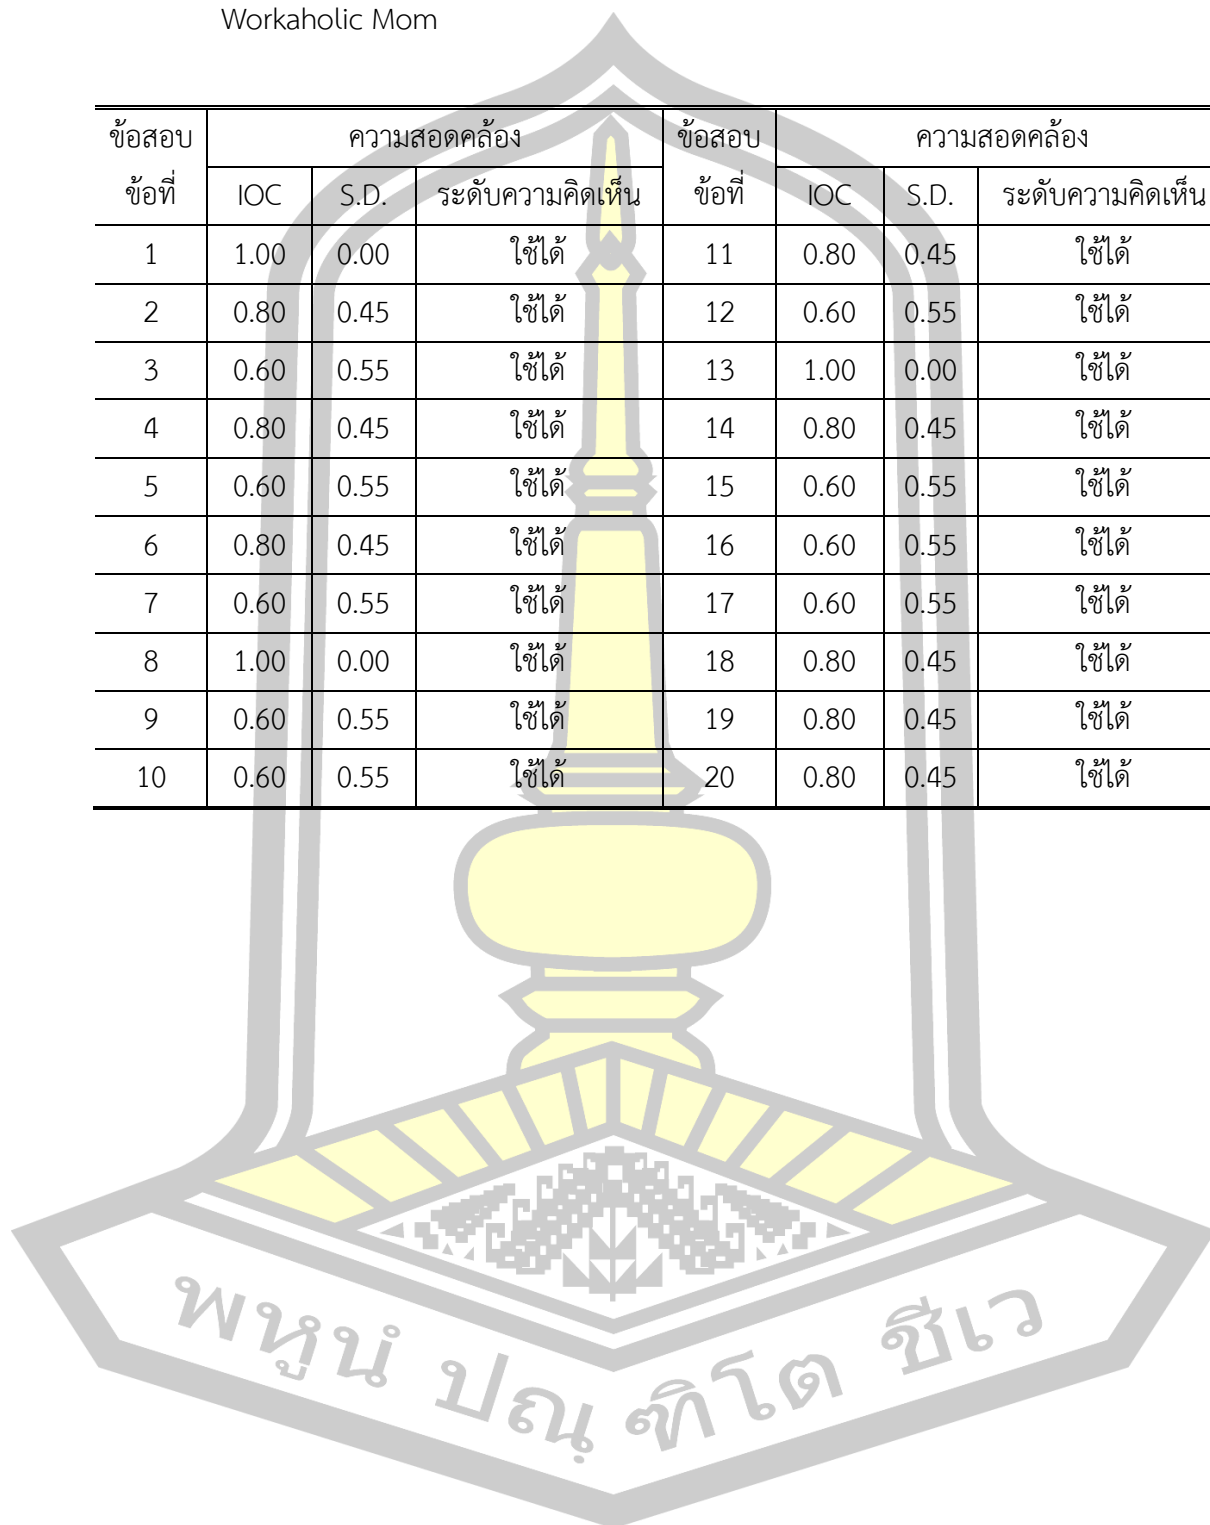 Workaholic Mom
ข้อสอบ ความสอดคล้อง ข้อสอบ ความสอดคล้อง
ข้อที่ IOC S.D. ระดับความคิดเห็น ข้อที่ IOC S.D. ระดับความคิดเห็น
1 1.00 0.00 ใช้ได้ 11 0.80 0.45 ใช้ได้
2 0.80 0.45 ใช้ได้ 12 0.60 0.55 ใช้ได้
3 0.60 0.55 ใช้ได้ 13 1.00 0.00 ใช้ได้
4 0.80 0.45 ใช้ได้ 14 0.80 0.45 ใช้ได้
5 0.60 0.55 ใช้ได้ 15 0.60 0.55 ใช้ได้
6 0.80 0.45 ใช้ได้ 16 0.60 0.55 ใช้ได้
7 0.60 0.55 ใช้ได้ 17 0.60 0.55 ใช้ได้
8 1.00 0.00 ใช้ได้ 18 0.80 0.45 ใช้ได้
9 0.60 0.55 ใช้ได้ 19 0.80 0.45 ใช้ได้
10 0.60 0.55 ใช้ได้ 20 0.80 0.45 ใช้ได้
พหูนํ ปณฺฑิโต ชีเว